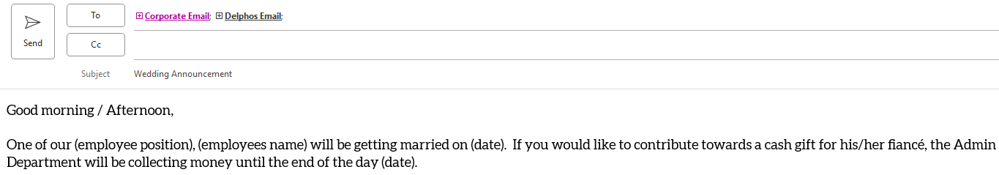 To
Corporate Email; Delphos Email;
Send
Cc
Subject Wedding Announcement
Good morning / Afternoon,
One of our (employee position), (employees name) will be getting married on (date).  If you would like to contribute towards a cash gift for his/her fiancé, the Admin
Department will be collecting money until the end of the day (date).